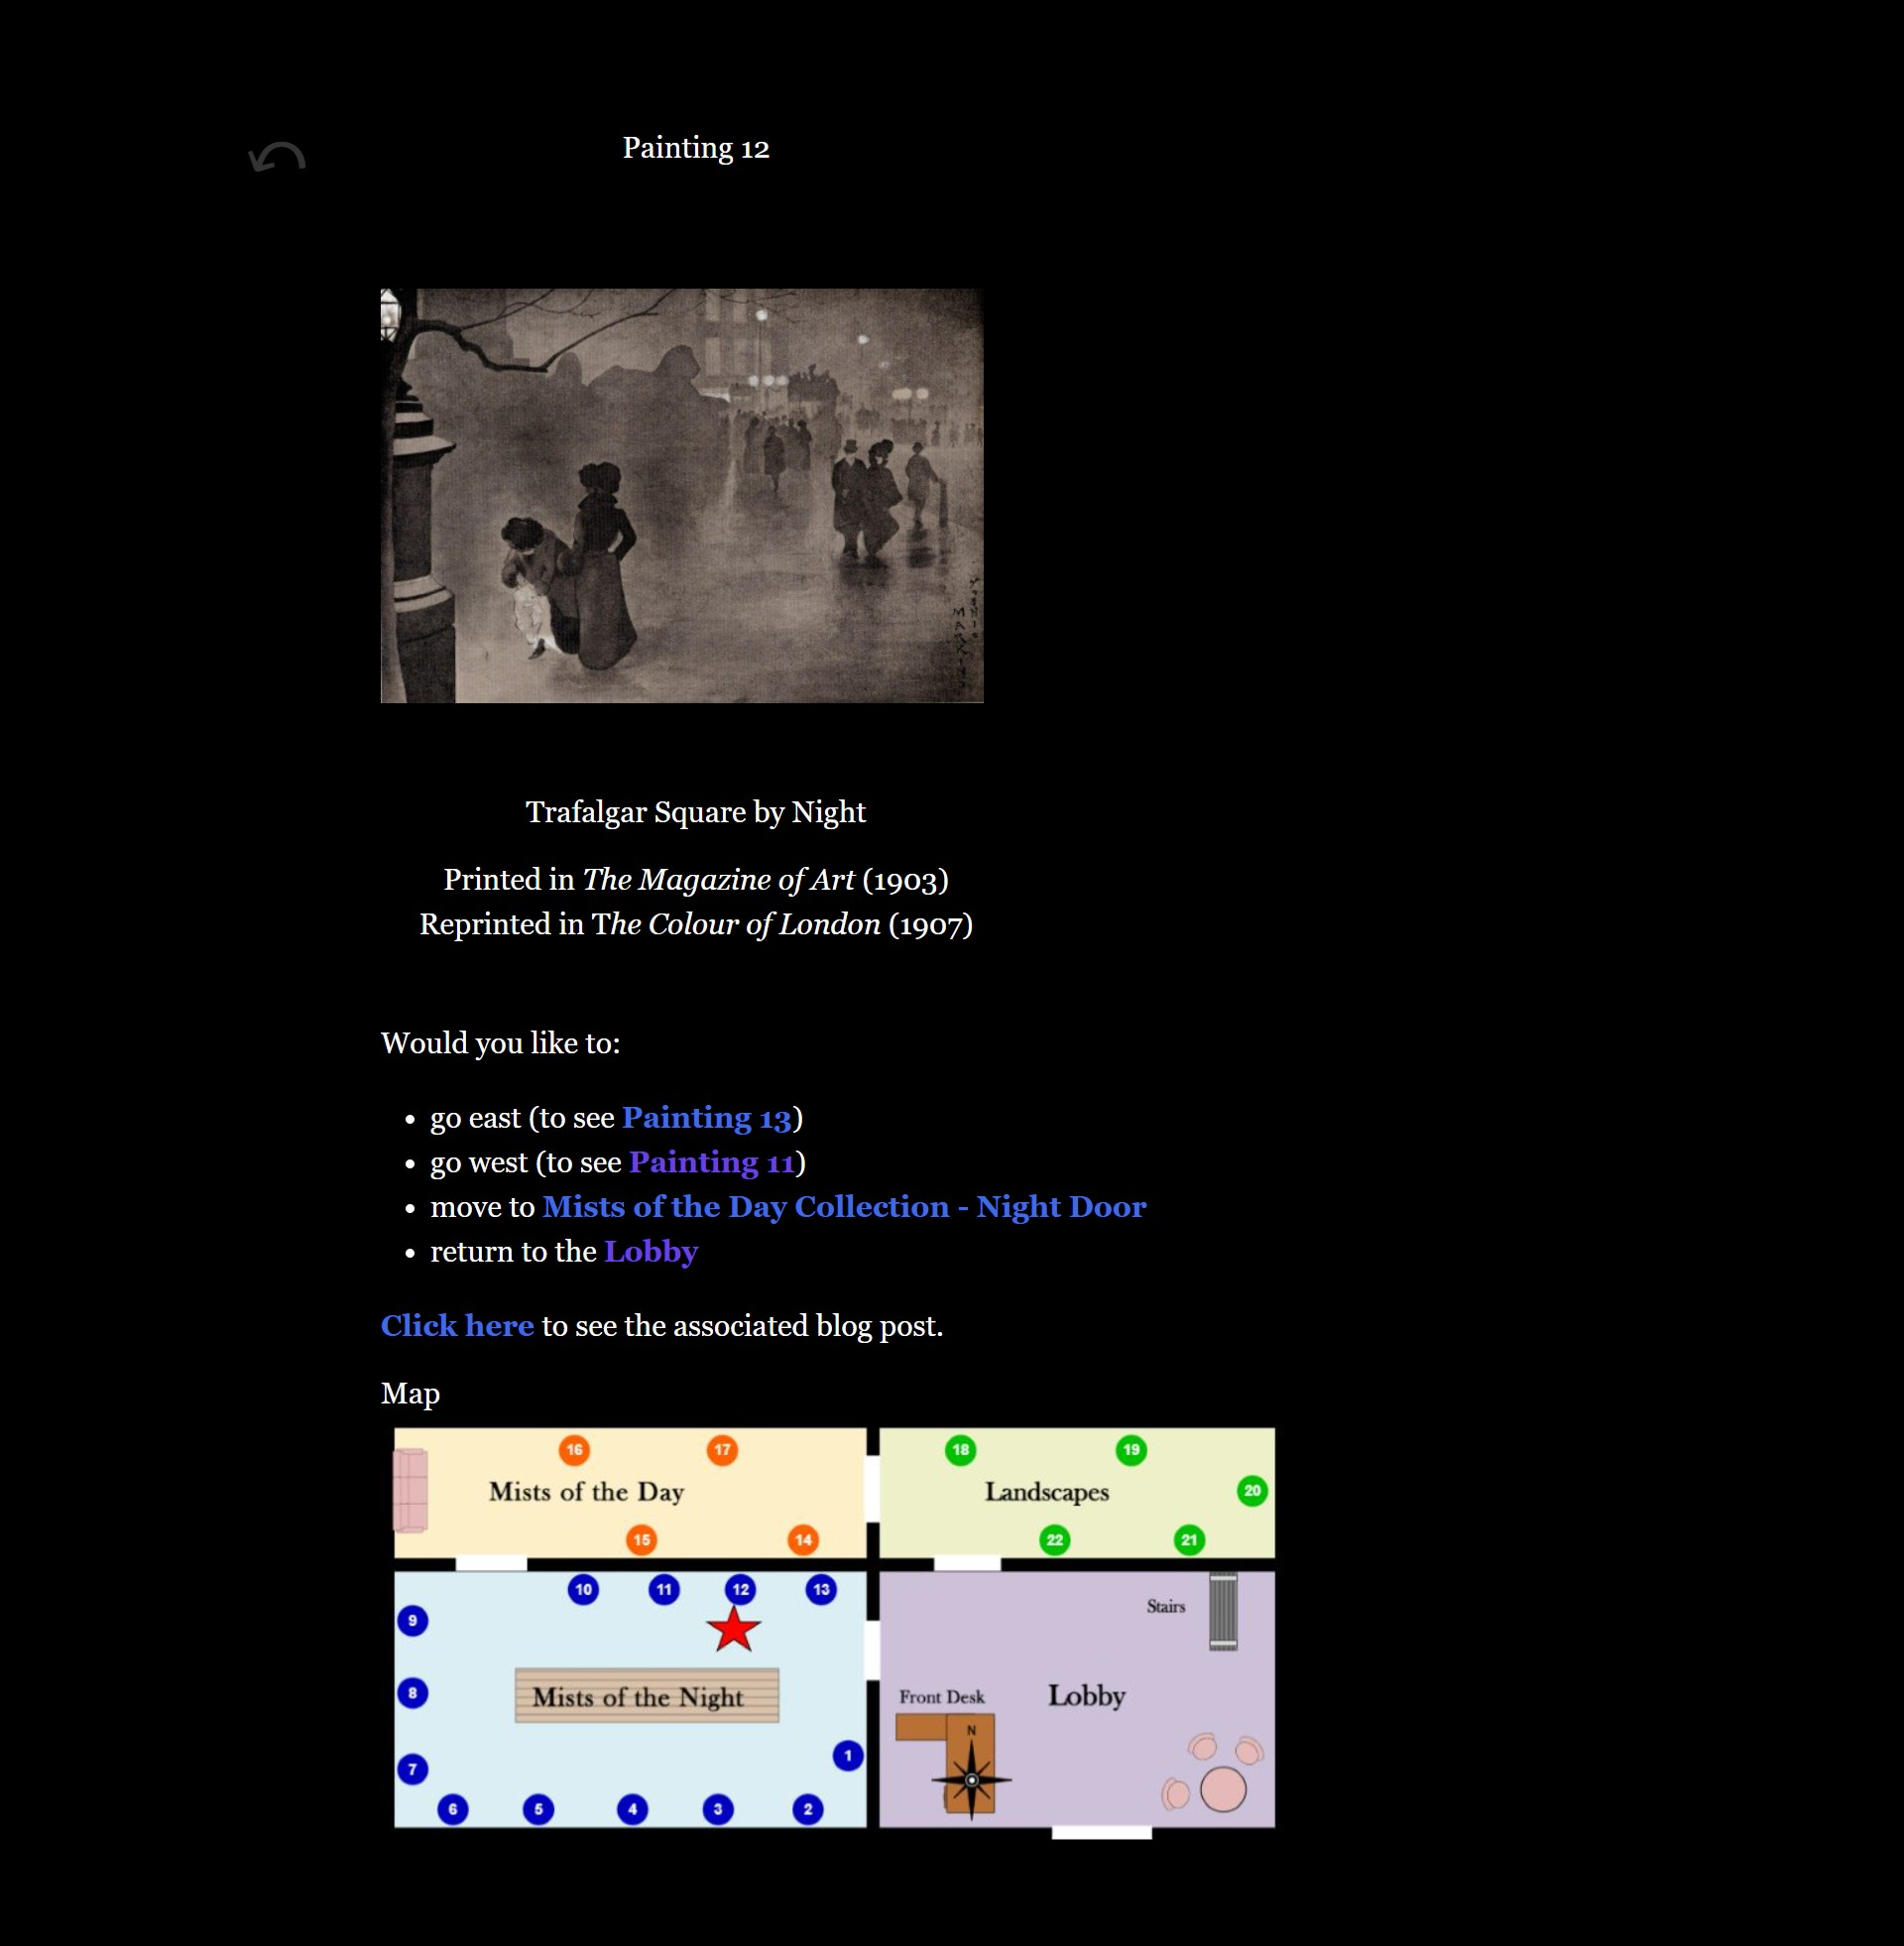 Painting 12
Trafalgar Square by Night
Printed in The Magazine of Art (1903)
Reprinted in The Colour of London (1907)
Would you like to:
• go east (to see Painting 13)
• go west (to see Painting 11)
• move to Mists of the Day Collection - Night Door
• return to the Lobby
Click here to see the associated blog post.
Map
16 17
Mists of the Day
15 14
18 19
Landscapes 20
22 21
10 11 12 13
9
8
Mists of the Night
7
1
6 5 4 3 2
Stairs
Front Desk
Lobby
N